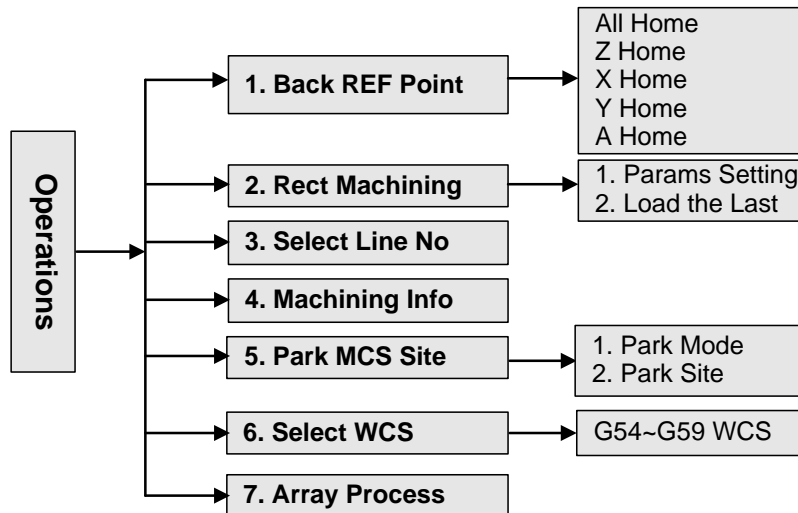 Operations
1. Back REF Point
All Home
Z Home
X Home
Y Home
A Home
2. Rect Machining
1. Params Setting
2. Load the Last
3. Select Line No
4. Machining Info
5. Park MCS Site
1. Park Mode
2. Park Site
6. Select WCS
G54~G59 WCS
7. Array Process